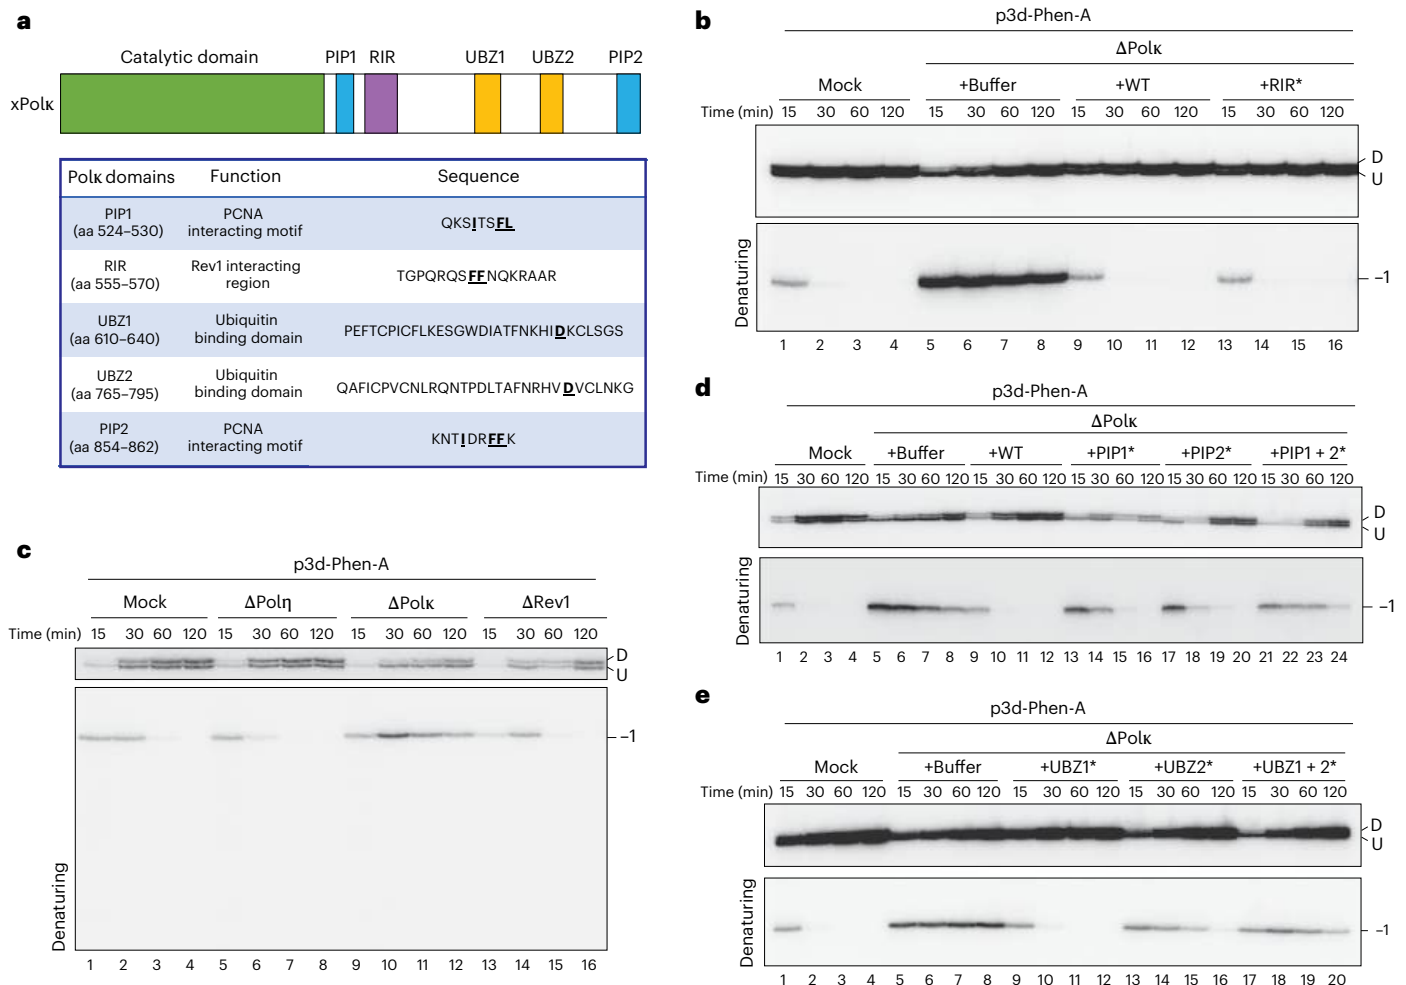 a
Catalytic domain PIP1 RIR UBZ1 UBZ2 PIP2
xPolκ
Polκ domains Function Sequence
PIP1
(aa 524–530)
PCNA
interacting motif
QKSITSFL
RIR
(aa 555–570)
Rev1 interacting
region
TGPQRQSFFNQKRAAR
UBZ1
(aa 610–640)
Ubiquitin
binding domain
PEFTCPICFLKESGWDIATFNKHIDKCLSGS
UBZ2
(aa 765–795)
Ubiquitin
binding domain
QAFICPVCNLRQNTPDLTAFNRHVDVCLNKG
PIP2
(aa 854–862)
PCNA
interacting motif
KNTIDRFFK
b
p3d-Phen-A
ΔPolκ
Mock +Buffer +WT +RIR*
Time (min) 15 30 60 120 15 30 60 120 15 30 60 120 15 30 60 120
D
U
Denaturing
–1
1 2 3 4 5 6 7 8 9 10 11 12 13 14 15 16
c
p3d-Phen-A
Mock ΔPolη ΔPolκ ΔRev1
Time (min) 15 30 60 120 15 30 60 120 15 30 60 120 15 30 60 120
D
U
–1
Denaturing
1 2 3 4 5 6 7 8 9 10 11 12 13 14 15 16
d
p3d-Phen-A
ΔPolκ
Mock +Buffer +WT +PIP1* +PIP2* +PIP1 + 2*
Time (min) 15 30 60 120 15 30 60 120 15 30 60 120 15 30 60 120 15 30 60 120 15 30 60 120
D
U
Denaturing
–1
1 2 3 4 5 6 7 8 9 10 11 12 13 14 15 16 17 18 19 20 21 22 23 24
e
p3d-Phen-A
ΔPolκ
Mock +Buffer +UBZ1* +UBZ2* +UBZ1 + 2*
Time (min) 15 30 60 120 15 30 60 120 15 30 60 120 15 30 60 120 15 30 60 120
D
U
Denaturing
–1
1 2 3 4 5 6 7 8 9 10 11 12 13 14 15 16 17 18 19 20